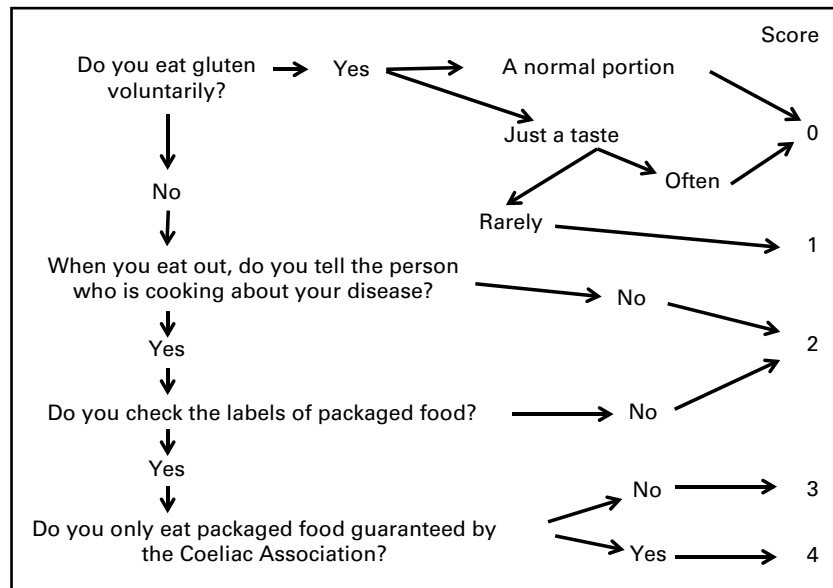 Score
Do you eat gluten
voluntarily?
Yes
A normal portion
0
Just a taste
Often
No
Rarely
1
When you eat out, do you tell the person
who is cooking about your disease?
No
2
Yes
Do you check the labels of packaged food?
No
Yes
No
3
Do you only eat packaged food guaranteed by
the Coeliac Association?
Yes
4